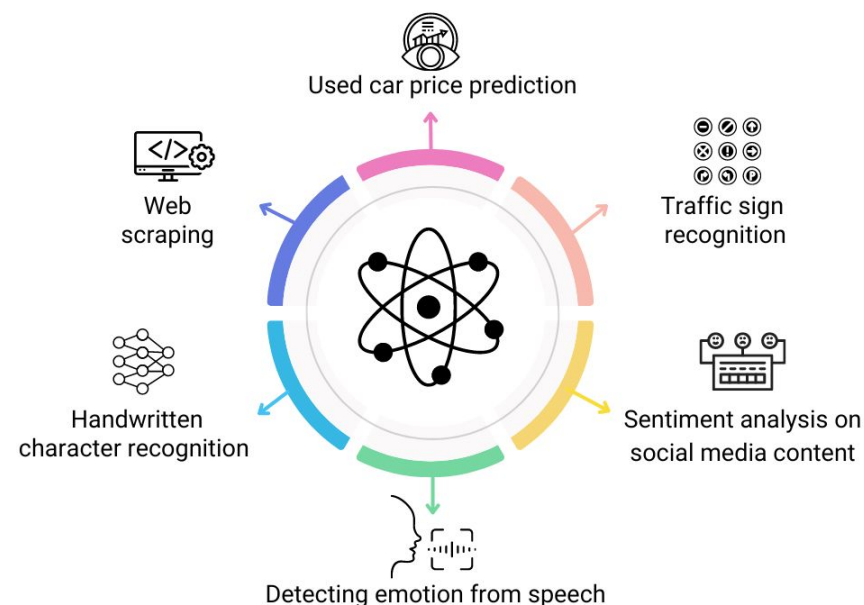 Used car price prediction
Traffic sign
recognition
Sentiment analysis on
social media content
Detecting emotion from speech
Handwritten
character recognition
Web
scraping